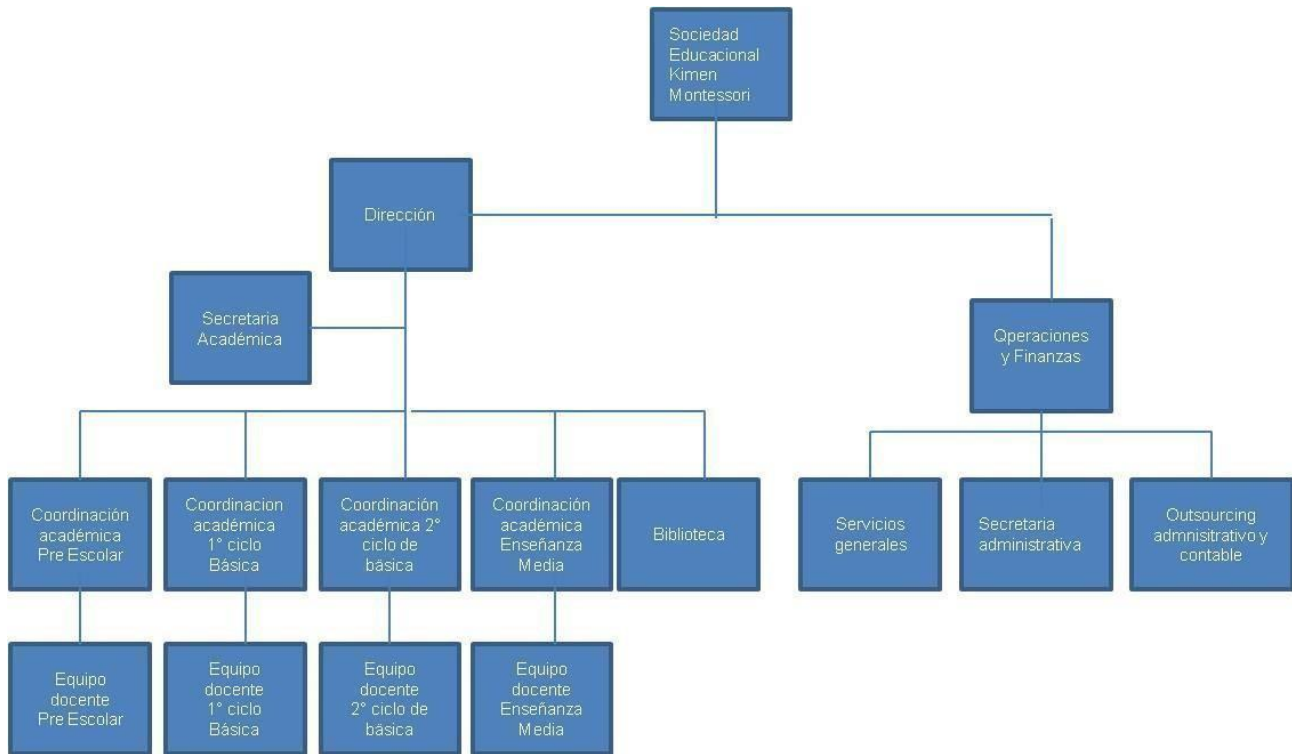 Sociedad
Educacional
Kimen
Montessori
Dirección
Secretaria
Académica
Qperaciones
y Finanzas
Coordinación
académica
Pre Escolar
Coordinacion
académica
1° ciclo
Básica
Coordinación
académica 2°
ciclo de
básica
Coordinación
académica
Enseñanza
Media
Biblioteca
Servicios
generales
Secretaria
administrativa
Outsourcing
admnisitrativo y
contable
Equipo
docente
Pre Escolar
Equipo
docente
1° ciclo
Básica
Equipo
docente
2° ciclo de
básica
Equipo
docente
Enseñanza
Media